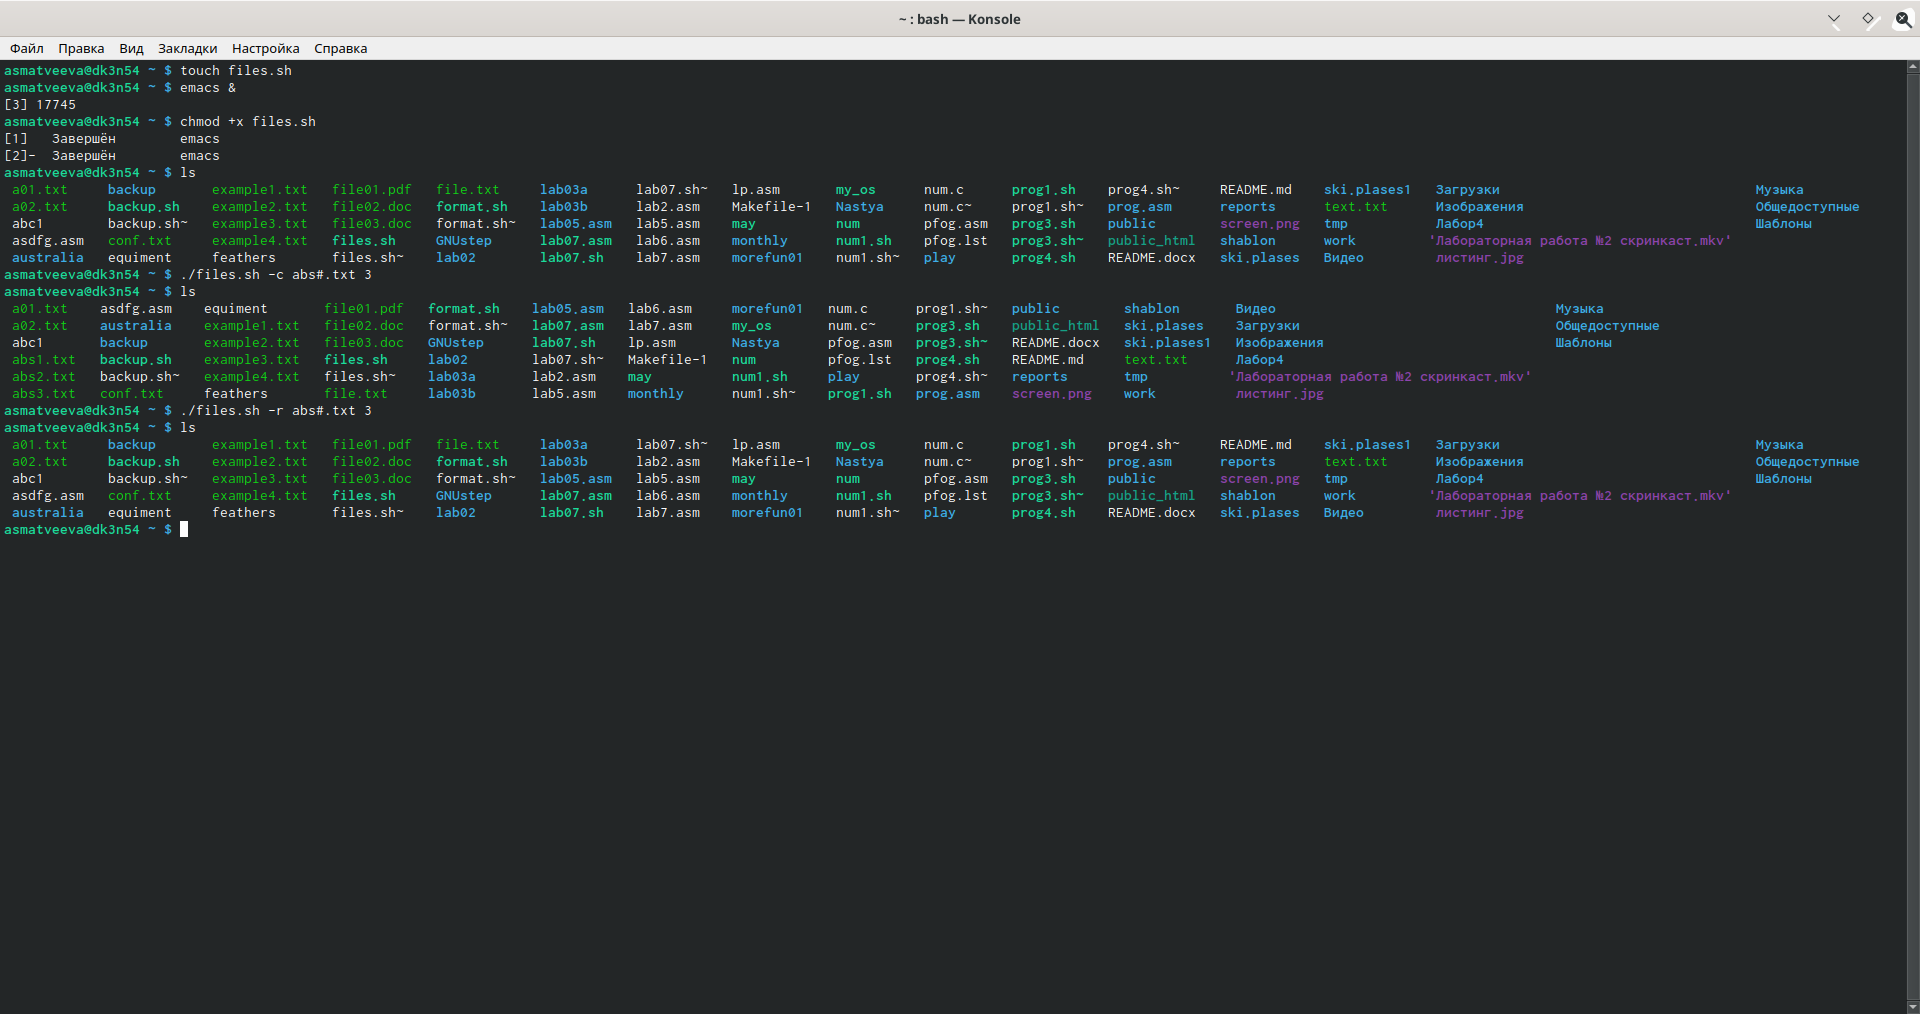 ~ : bash — Konsole
Файл Правка Вид Закладки Настройка Справка
asmatveeva@dk3n54 ~ $ touch files.sh
asmatveeva@dk3n54 ~ $ emacs &
[3] 17745
asmatveeva@dk3n54 ~ $ chmod +x files.sh
[1]   Завершён        emacs
[2]-  Завершён        emacs
asmatveeva@dk3n54 ~ $ ls
a01.txt backup example1.txt file01.pdf file.txt lab03a lab07.sh~ lp.asm my_os num.c prog1.sh prog4.sh~ README.md ski.plases1 Загрузки Музыка
a02.txt backup.sh example2.txt file02.doc format.sh lab03b lab2.asm Makefile-1 Nastya num.c~ prog1.sh~ prog.asm reports text.txt Изображения Общедоступные
abc1 backup.sh~ example3.txt file03.doc format.sh~ lab05.asm lab5.asm may num pfog.asm prog3.sh public screen.png tmp Лабор4 Шаблоны
asdfg.asm conf.txt example4.txt files.sh GNUstep lab07.asm lab6.asm monthly num1.sh pfog.lst prog3.sh~ public_html shablon work 'Лабораторная работа №2 скринкаст.mkv'
australia equiment feathers files.sh~ lab02 lab07.sh lab7.asm morefun01 num1.sh~ play prog4.sh README.docx ski.plases Видео листинг.jpg
asmatveeva@dk3n54 ~ $ ./files.sh -c abs#.txt 3
asmatveeva@dk3n54 ~ $ ls
a01.txt asdfg.asm equiment file01.pdf format.sh lab05.asm lab6.asm morefun01 num.c prog1.sh~ public shablon Видео Музыка
a02.txt australia example1.txt file02.doc format.sh~ lab07.asm lab7.asm my_os num.c~ prog3.sh public_html ski.plases Загрузки Общедоступные
abc1 backup example2.txt file03.doc GNUstep lab07.sh lp.asm Nastya pfog.asm prog3.sh~ README.docx ski.plases1 Изображения Шаблоны
abs1.txt backup.sh example3.txt files.sh lab02 lab07.sh~ Makefile-1 num pfog.lst prog4.sh README.md text.txt Лабор4
abs2.txt backup.sh~ example4.txt files.sh~ lab03a lab2.asm may num1.sh play prog4.sh~ reports tmp 'Лабораторная работа №2 скринкаст.mkv'
abs3.txt conf.txt feathers file.txt lab03b lab5.asm monthly num1.sh~ prog1.sh prog.asm screen.png work листинг.jpg
asmatveeva@dk3n54 ~ $ ./files.sh -r abs#.txt 3
asmatveeva@dk3n54 ~ $ ls
a01.txt backup example1.txt file01.pdf file.txt lab03a lab07.sh~ lp.asm my_os num.c prog1.sh prog4.sh~ README.md ski.plases1 Загрузки Музыка
a02.txt backup.sh example2.txt file02.doc format.sh lab03b lab2.asm Makefile-1 Nastya num.c~ prog1.sh~ prog.asm reports text.txt Изображения Общедоступные
abc1 backup.sh~ example3.txt file03.doc format.sh~ lab05.asm lab5.asm may num pfog.asm prog3.sh public screen.png tmp Лабор4 Шаблоны
asdfg.asm conf.txt example4.txt files.sh GNUstep lab07.asm lab6.asm monthly num1.sh pfog.lst prog3.sh~ public_html shablon work 'Лабораторная работа №2 скринкаст.mkv'
australia equiment feathers files.sh~ lab02 lab07.sh lab7.asm morefun01 num1.sh~ play prog4.sh README.docx ski.plases Видео листинг.jpg
asmatveeva@dk3n54 ~ $